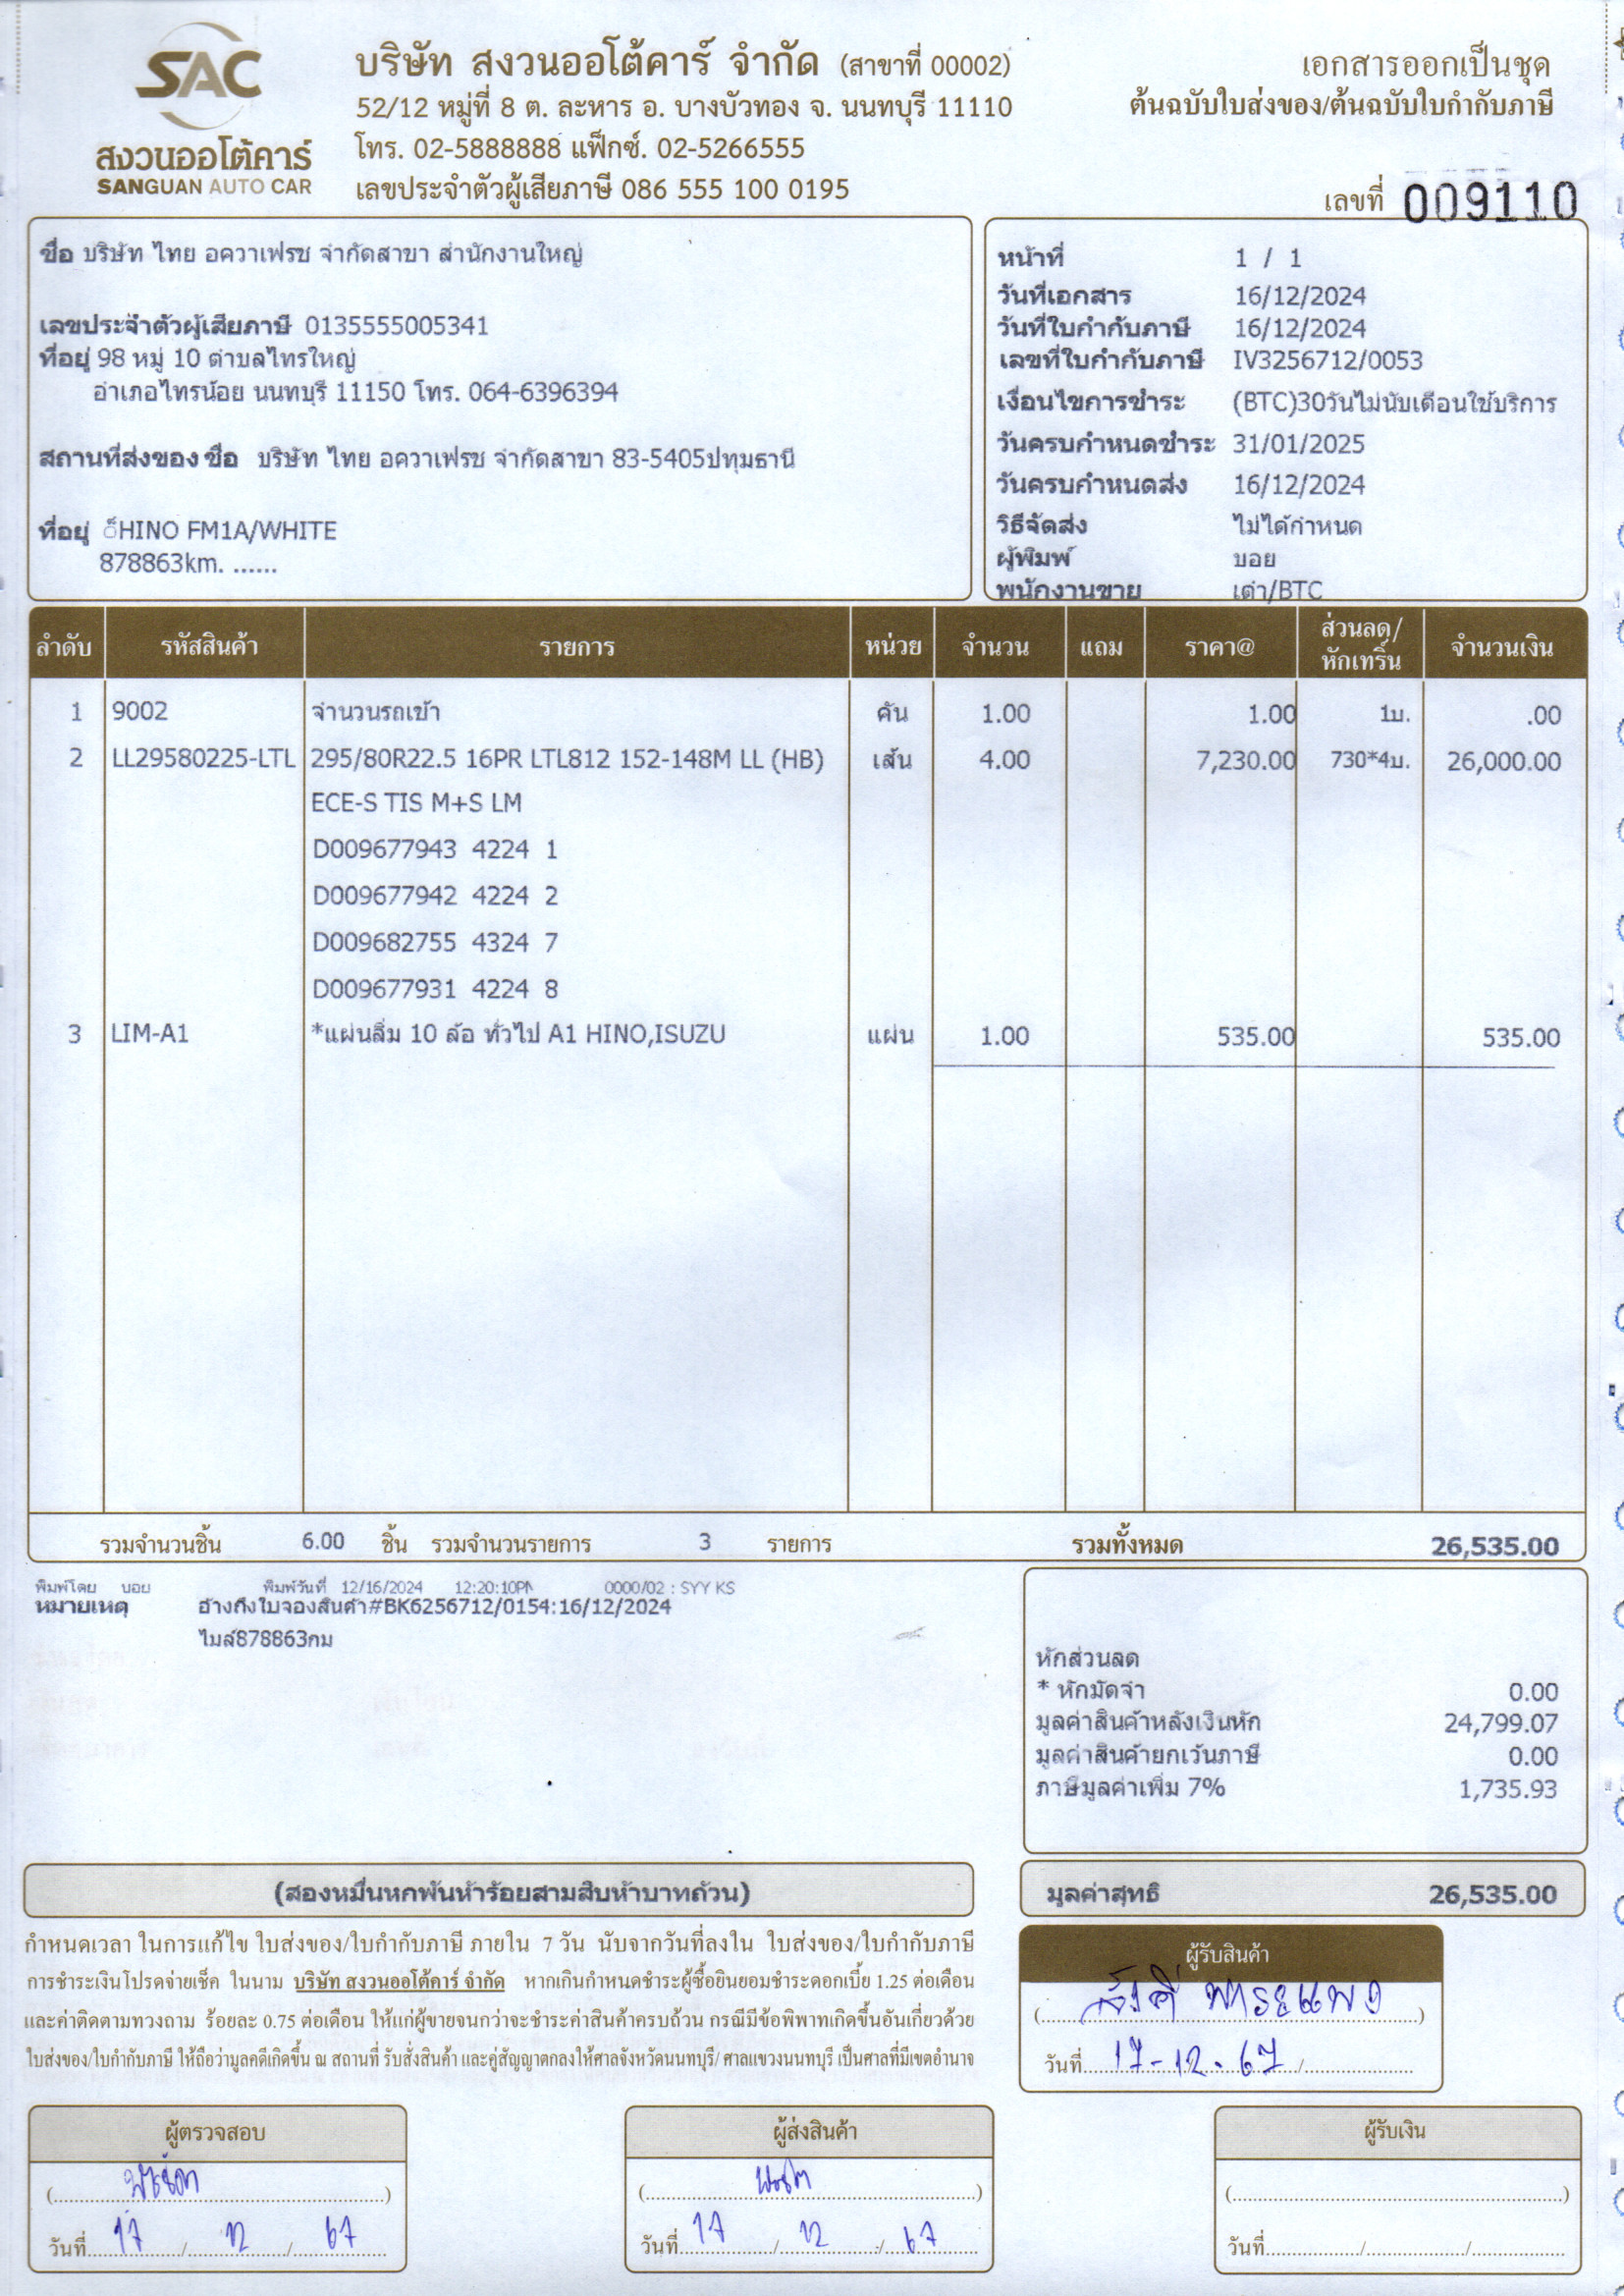 SAC
สงวนออโต้คาร์
SANGUAN AUTO CAR
บริษัท สงวนออโต้คาร์ จำกัด (สาขาที่ 00002)
52/12 หมู่ที่ 8 ต. ละหาร อ. บางบัวทอง จ. นนทบุรี 11110
โทร. 02-5888888 แฟ็กซ์. 02-5266555
เลขประจำตัวผู้เสียภาษี 086 555 100 0195
เอกสารออกเป็นชุด
ต้นฉบับใบส่งของ/ต้นฉบับใบกำกับภาษี
เลขที่ 009110
ชื่อ บริษัท ไทย อควาเฟรช จำกัดสาขา สำนักงานใหญ่
เลขประจำตัวผู้เสียภาษี 0135555005341
ที่อยู่ 98 หมู่ 10 ตำบลไทรใหญ่
อำเภอไทรน้อย นนทบุรี 11150 โทร. 064-6396394
สถานที่ส่งของ ชื่อ บริษัท ไทย อควาเฟรช จำกัดสาขา 83-5405ปทุมธานี
ที่อยู่ ็HINO FM1A/WHITE
878863km. ......
หน้าที่ 1 / 1
วันที่เอกสาร 16/12/2024
วันที่ใบกำกับภาษี 16/12/2024
เลขที่ใบกำกับภาษี IV3256712/0053
เงื่อนไขการชำระ (BTC)30วันไม่นับเดือนใช้บริการ
วันครบกำหนดชำระ 31/01/2025
วันครบกำหนดส่ง 16/12/2024
วิธีจัดส่ง ไม่ได้กำหนด
ผู้พิมพ์ บอย
พนักงานขาย เต่า/BTC
ลำดับ รหัสสินค้า รายการ หน่วย จำนวน แถม ราคา@ ส่วนลด/หักเทริ์น จำนวนเงิน
1 9002 จำนวนรถเข้า คัน 1.00 1.00 1บ. .00
2 LL29580225-LTL 295/80R22.5 16PR LTL812 152-148M LL (HB) เส้น 4.00 7,230.00 730*4บ. 26,000.00
ECE-S TIS M+S LM
D009677943 4224 1
D009677942 4224 2
D009682755 4324 7
D009677931 4224 8
3 LIM-A1 *แผ่นลิ่ม 10 ล้อ ทั่วไป A1 HINO,ISUZU แผ่น 1.00 535.00 535.00
รวมจำนวนชิ้น 6.00 ชิ้น รวมจำนวนรายการ 3 รายการ รวมทั้งหมด 26,535.00
พิมพ์โดย บอย พิมพ์วันที่ 12/16/2024 12:20:10PM 0000/02 : SYY KS
หมายเหตุ อ้างถึงใบจองสินค้า#BK6256712/0154:16/12/2024
ไมล์878863กม
หักส่วนลด
* หักมัดจำ 0.00
มูลค่าสินค้าหลังเงินหัก 24,799.07
มูลค่าสินค้ายกเว้นภาษี 0.00
ภาษีมูลค่าเพิ่ม 7% 1,735.93
(สองหมื่นหกพันห้าร้อยสามสิบห้าบาทถ้วน)
มูลค่าสุทธิ 26,535.00
กำหนดเวลา ในการแก้ไข ใบส่งของ/ใบกำกับภาษี ภายใน 7 วัน นับจากวันที่ลงใน ใบส่งของ/ใบกำกับภาษี
การชำระเงินโปรดจ่ายเช็ค ในนาม บริษัท สงวนออโต้คาร์ จำกัด หากเกินกำหนดชำระผู้ซื้อยินยอมชำระดอกเบี้ย 1.25 ต่อเดือน
และค่าติดตามทวงถาม ร้อยละ 0.75 ต่อเดือน ให้แก่ผู้ขายจนกว่าจะชำระค่าสินค้าครบถ้วน กรณีมีข้อพิพาทเกิดขึ้นอันเกี่ยวด้วย
ใบส่งของ/ใบกำกับภาษี ให้ถือว่ามูลคดีเกิดขึ้น ณ สถานที่ รับสั่งสินค้า และคู่สัญญาตกลงให้ศาลจังหวัดนนทบุรี/ ศาลแขวงนนทบุรี เป็นศาลที่มีเขตอำนาจ
ผู้รับสินค้า
วันที่ 17-12-67
ผู้ตรวจสอบ
วันที่ 17 / 12 / 67
ผู้ส่งสินค้า
วันที่ 17 / 12 / 67
ผู้รับเงิน
วันที่ / /